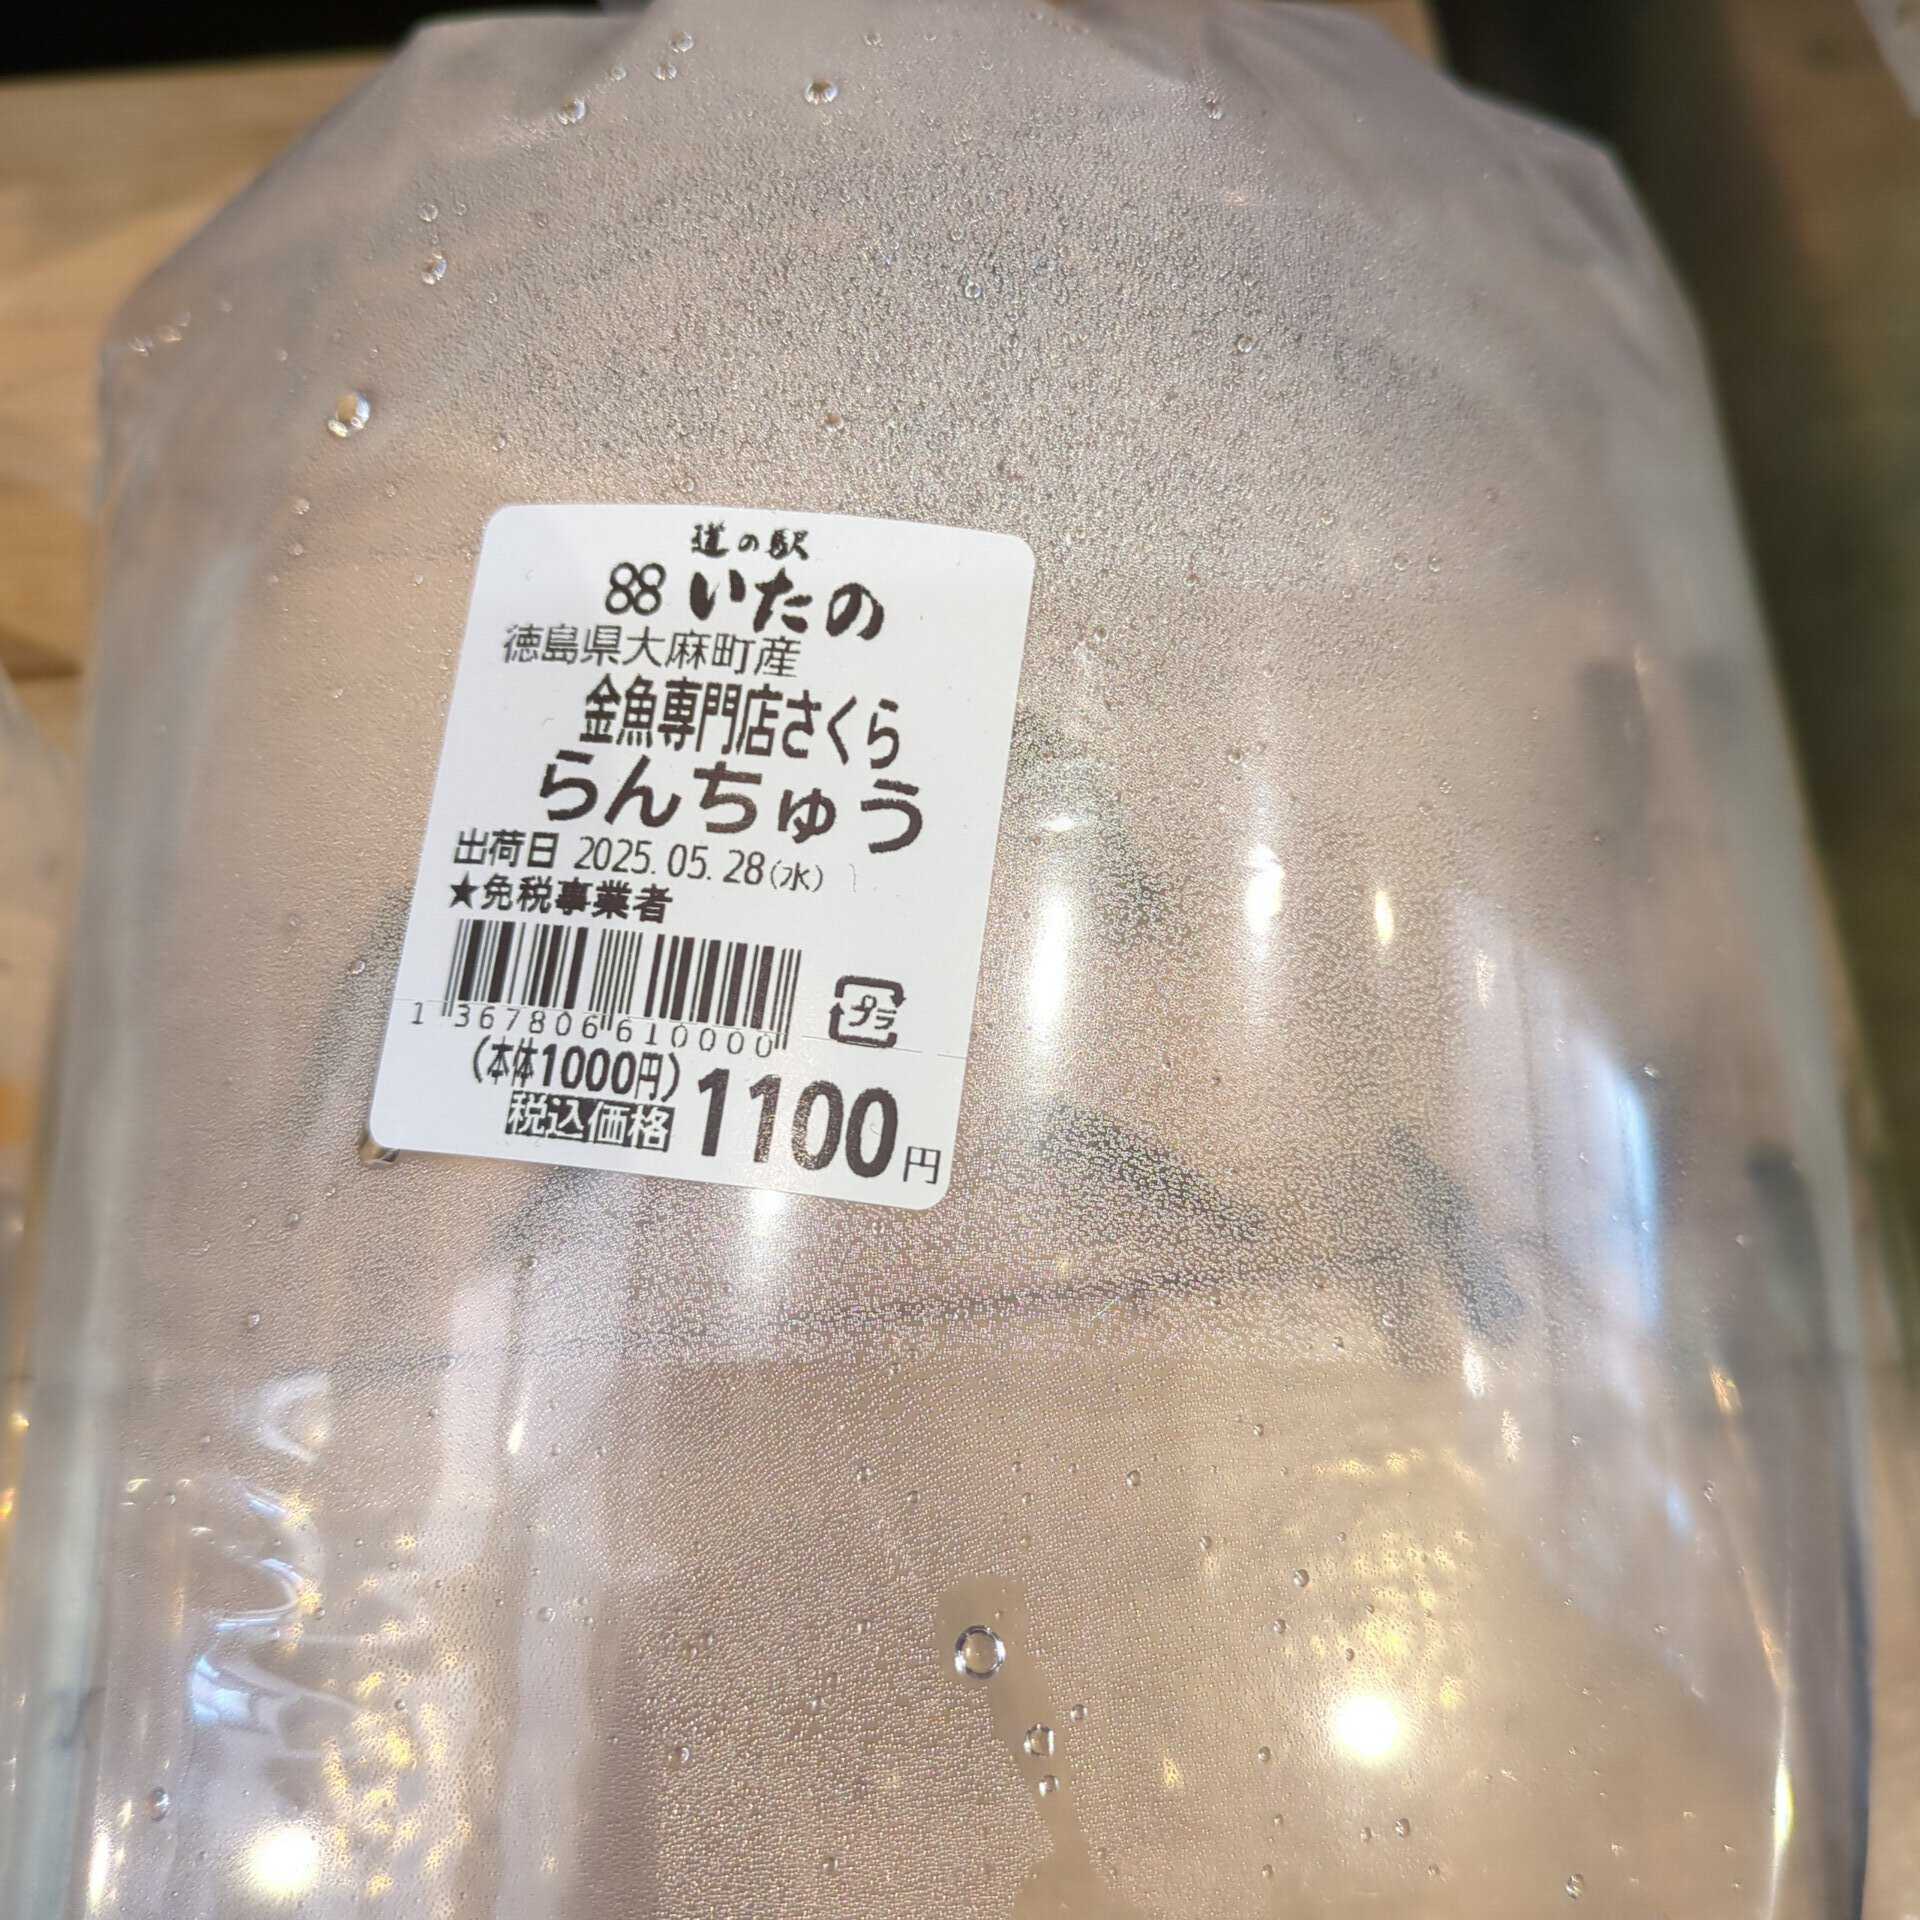 道の駅
88 いたの
徳島県大麻町産
金魚専門店さくら
らんちゅう
出荷日 2025.05.28(水)
★免税事業者
1 367806 610000
プラ
(本体1000円)
税込価格 1100円